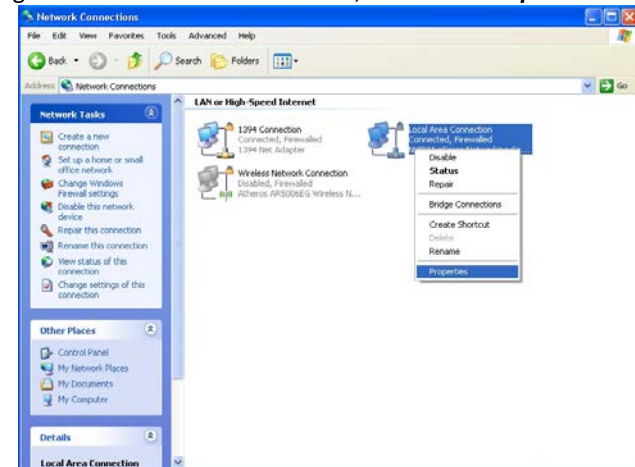 Network Connections
File Edit View Favorites Tools Advanced Help
Back Search Folders
Address Network Connections Go
Network Tasks
Create a new
connection
Set up a home or small
office network
Change Windows
Firewall settings
Disable this network
device
Repair this connection
Rename this connection
View status of this
connection
Change settings of this
connection
Other Places
Control Panel
My Network Places
My Documents
My Computer
Details
Local Area Connection
LAN or High-Speed Internet
1394 Connection
Connected, Firewalled
1394 Net Adapter
Wireless Network Connection
Disabled, Firewalled
Atheros AR5006EG Wireless N...
Local Area Connection
Connected, Firewalled
Disable
Status
Repair
Bridge Connections
Create Shortcut
Delete
Rename
Properties